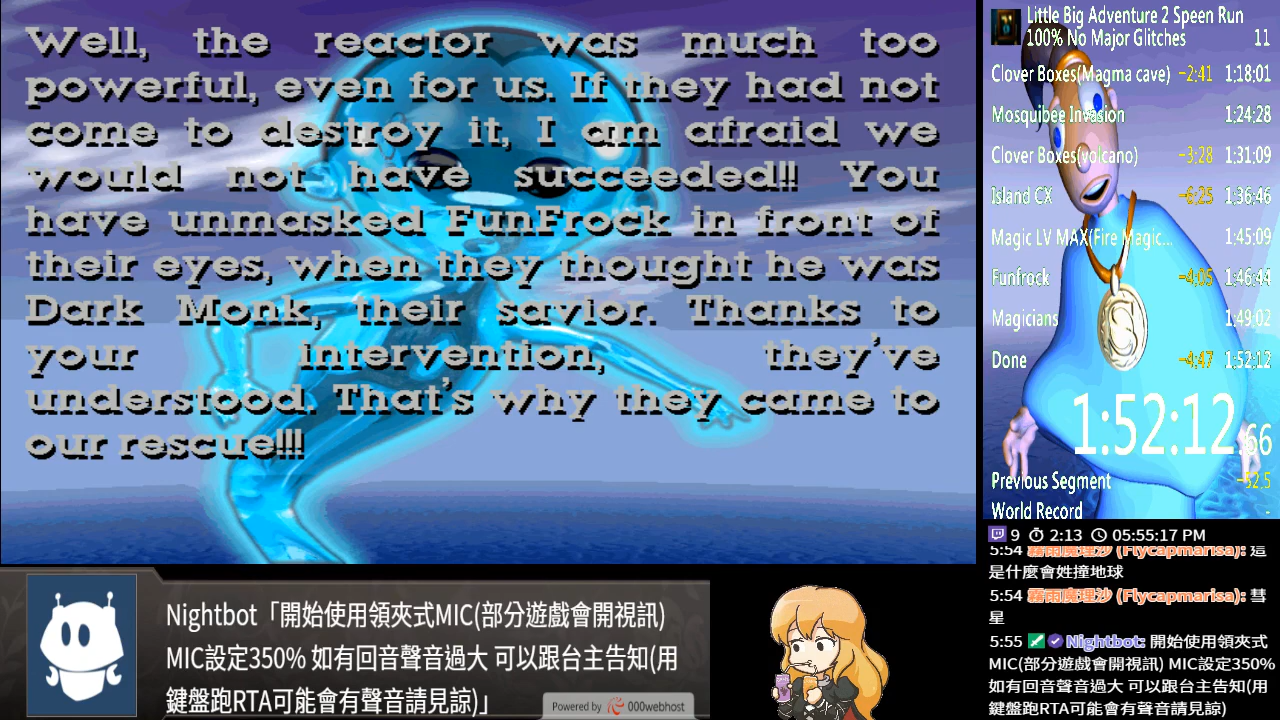 Well, the reactor was much too
powerful, even for us. If they had not
come to destroy it, I am afraid we
would not have succeeded!! You
have unmasked FunFrock in front of
their eyes, when they thought he was
Dark Monk, their savior. Thanks to
your intervention, they've
understood. That's why they came to
our rescue!!!
Little Big Adventure 2 Speen Run
100% No Major Glitches 11
Clover Boxes(Magma cave) −2:41 1:18:01
Mosquibee Invasion 1:24:28
Clover Boxes(volcano) −3:28 1:31:09
Island CX −6:25 1:36:46
Magic LV MAX(Fire Magic... 1:45:09
Funfrock −4:05 1:46:44
Magicians 1:49:02
Done −4:47 1:52:12
1:52:12.66
Previous Segment −52.5
World Record -
9 2:13 05:55:17 PM
5:54 霧雨魔理沙 (Flycapmarisa): 這
是什麼會姓撞地球
5:54 霧雨魔理沙 (Flycapmarisa): 彗
星
5:55 Nightbot: 開始使用領夾式
MIC(部分遊戲會開視訊) MIC設定350%
如有回音聲音過大 可以跟台主告知(用
鍵盤跑RTA可能會有聲音請見諒)
Nightbot「開始使用領夾式MIC(部分遊戲會開視訊)
MIC設定350% 如有回音聲音過大 可以跟台主告知(用
鍵盤跑RTA可能會有聲音請見諒)」
Powered by 000webhost